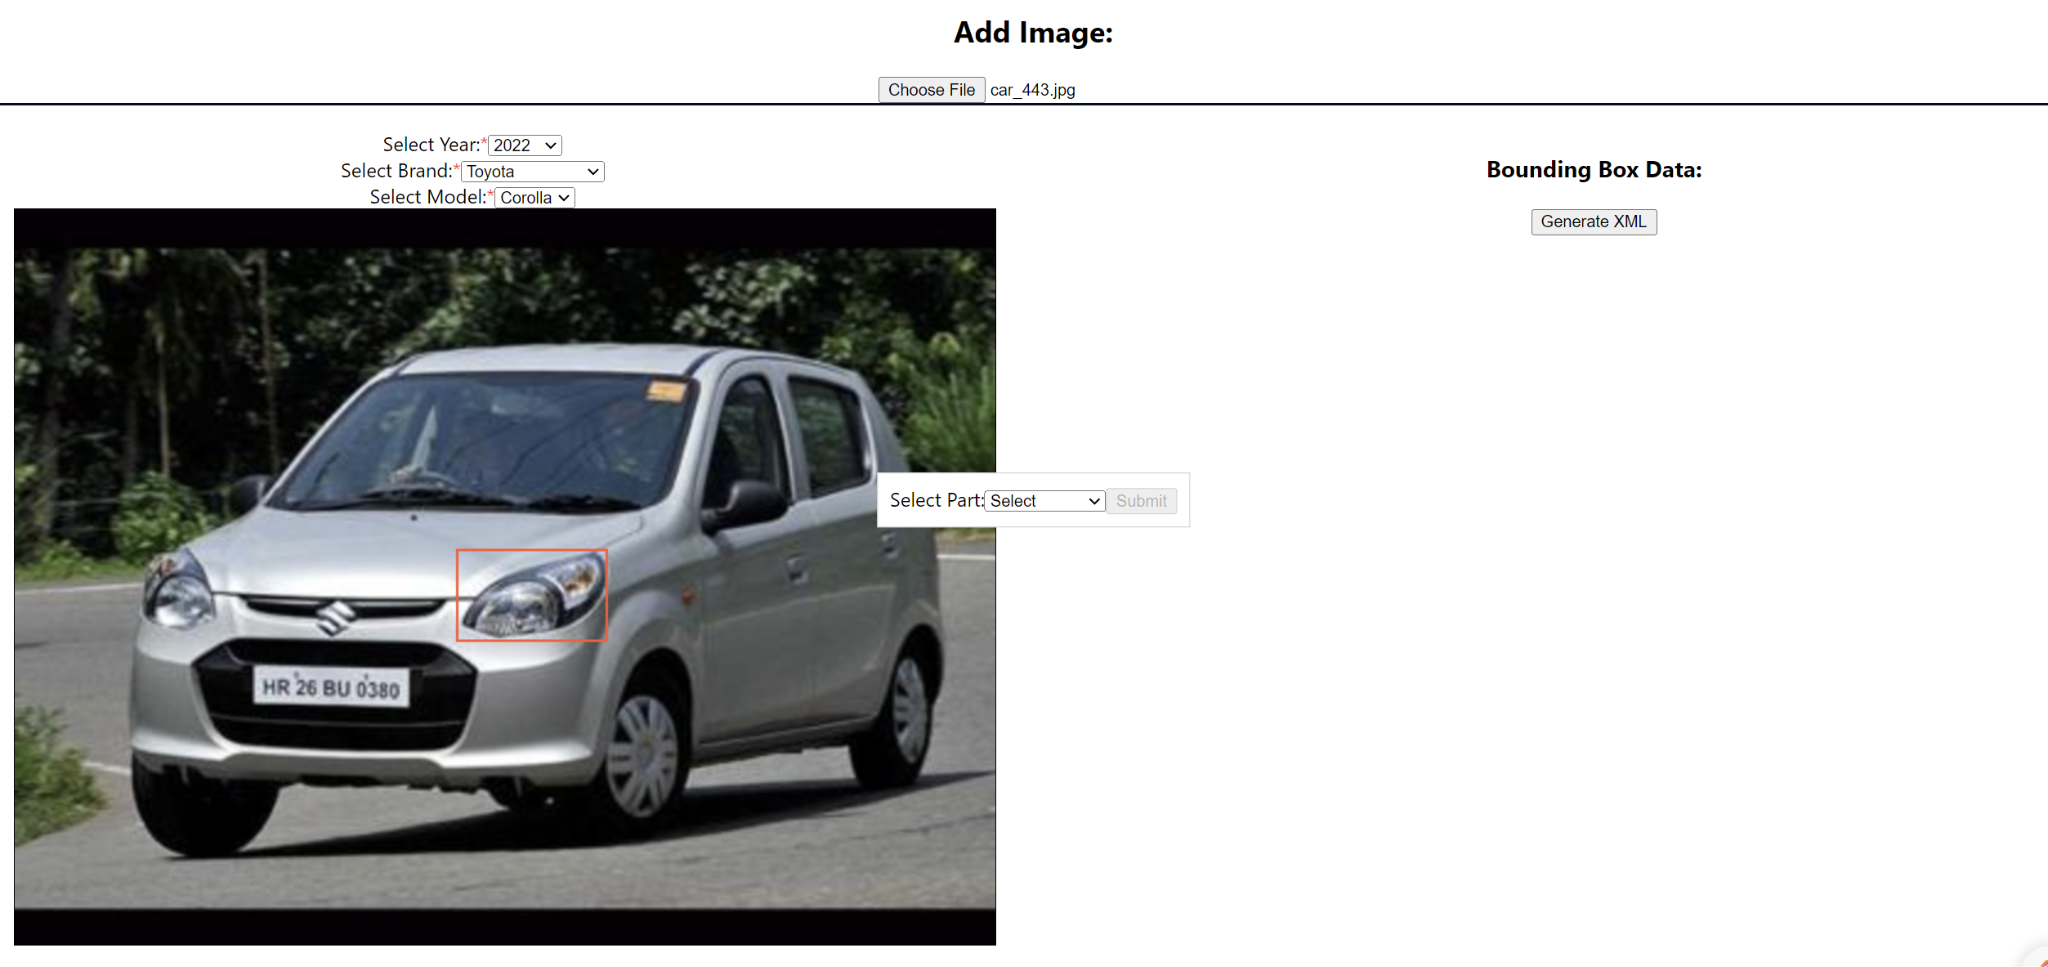 Add Image:
Choose File car_443.jpg
Select Year:*2022
Select Brand:*Toyota
Select Model:*Corolla
Bounding Box Data:
Generate XML
Select Part:Select Submit
HR 26 BU 0380